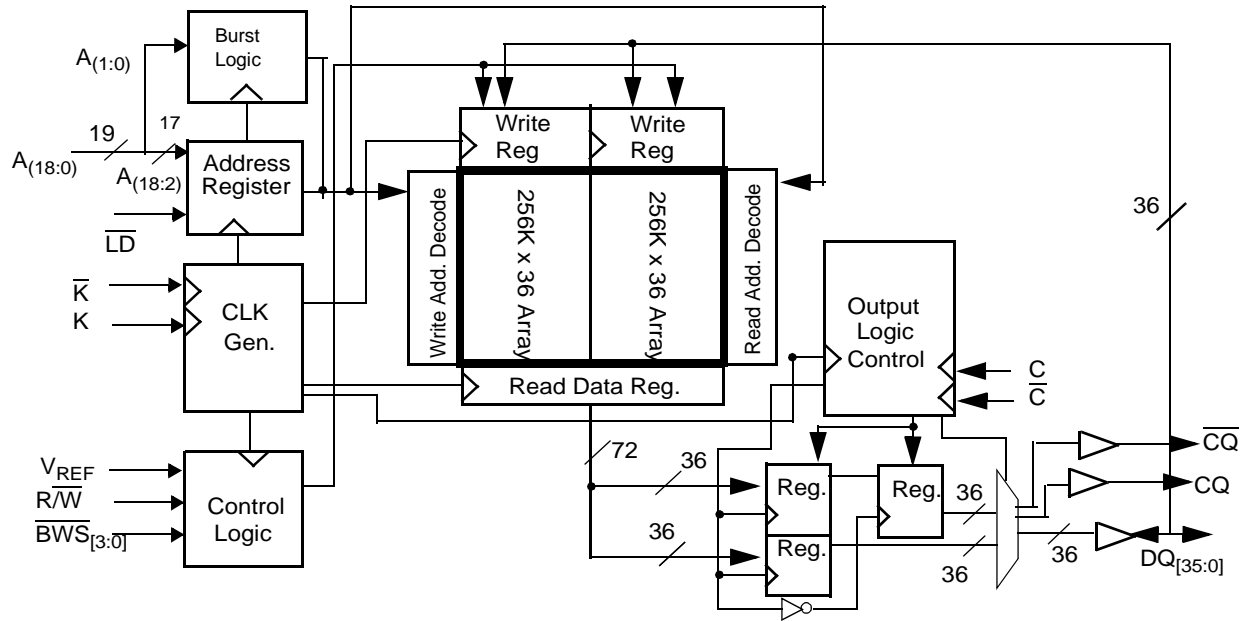 Burst
Logic
A(1:0)
19
17
A(18:0)
A(18:2)
Address
Register
LD
K
K
CLK
Gen.
VREF
R/W
BWS[3:0]
Control
Logic
Write
Reg
Write
Reg
Write Add. Decode
256K x 36 Array
256K x 36 Array
Read Add. Decode
Read Data Reg.
72
36
36
Output
Logic
Control
C
C
36
Reg.
Reg.
Reg.
36
36
36
CQ
CQ
DQ[35:0]